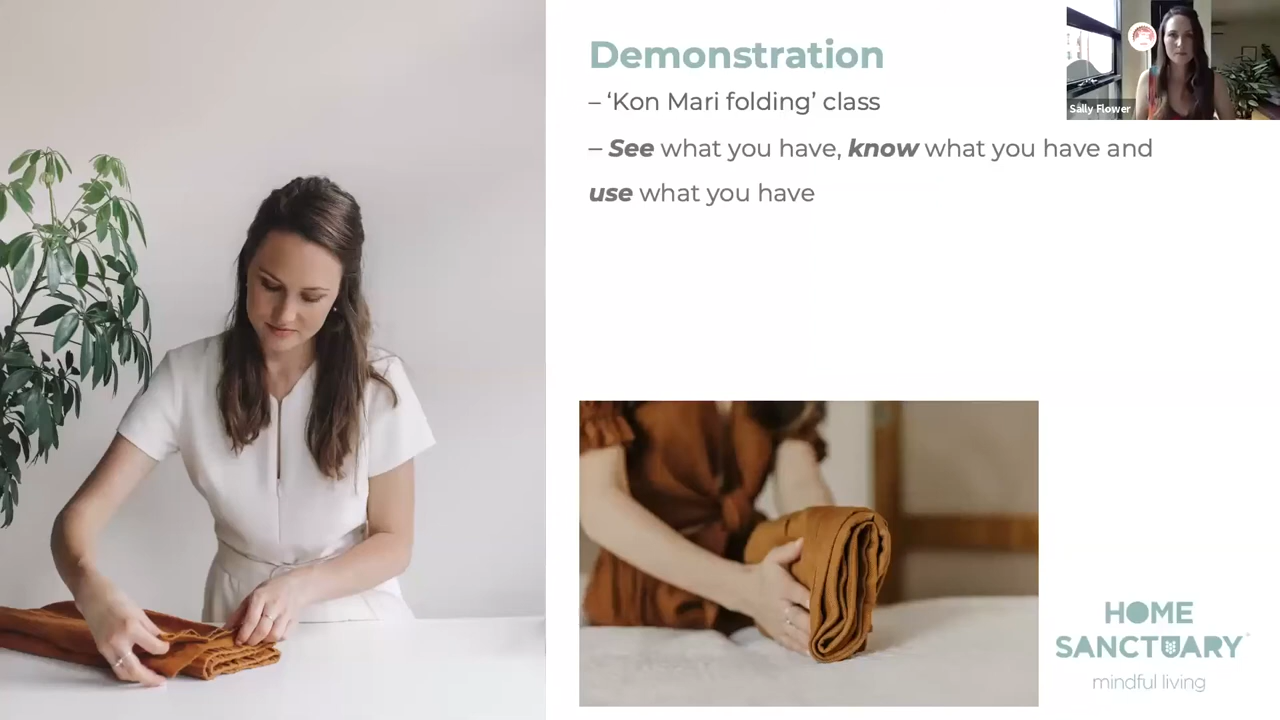 Demonstration
– ‘Kon Mari folding’ class
– See what you have, know what you have and
use what you have
Sally Flower
HOME
SANCTUARY
mindful living